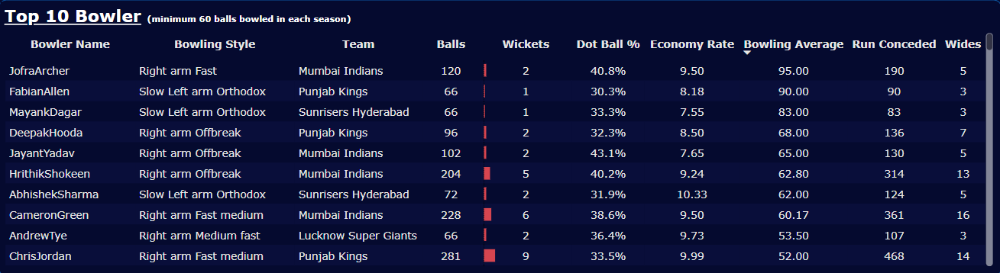 Top 10 Bowler (minimum 60 balls bowled in each season)
Bowler Name Bowling Style Team Balls Wickets Dot Ball % Economy Rate Bowling Average Run Conceded Wides
JofraArcher Right arm Fast Mumbai Indians 120 2 40.8% 9.50 95.00 190 5
FabianAllen Slow Left arm Orthodox Punjab Kings 66 1 30.3% 8.18 90.00 90 3
MayankDagar Slow Left arm Orthodox Sunrisers Hyderabad 66 1 33.3% 7.55 83.00 83 3
DeepakHooda Right arm Offbreak Punjab Kings 96 2 32.3% 8.50 68.00 136 7
JayantYadav Right arm Offbreak Mumbai Indians 102 2 43.1% 7.65 65.00 130 5
HrithikShokeen Right arm Offbreak Mumbai Indians 204 5 40.2% 9.24 62.80 314 13
AbhishekSharma Slow Left arm Orthodox Sunrisers Hyderabad 72 2 31.9% 10.33 62.00 124 5
CameronGreen Right arm Fast medium Mumbai Indians 228 6 38.6% 9.50 60.17 361 16
AndrewTye Right arm Medium fast Lucknow Super Giants 66 2 36.4% 9.73 53.50 107 3
ChrisJordan Right arm Fast medium Punjab Kings 281 9 33.5% 9.99 52.00 468 14